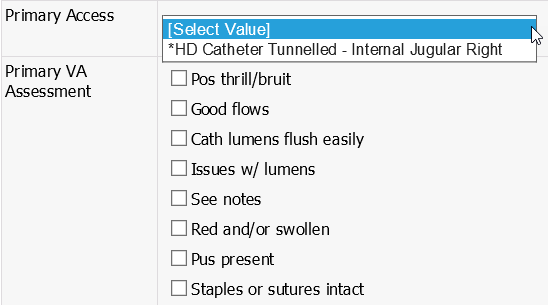 Primary Access
[Select Value]
*HD Catheter Tunnelled - Internal Jugular Right
Primary VA
Assessment
Pos thrill/bruit
Good flows
Cath lumens flush easily
Issues w/ lumens
See notes
Red and/or swollen
Pus present
Staples or sutures intact